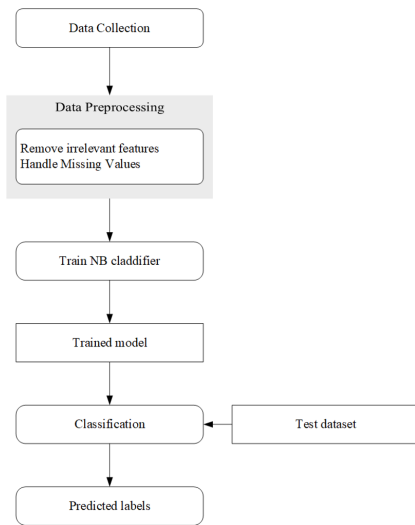 Data Collection
Data Preprocessing
Remove irrelevant features
Handle Missing Values
Train NB claddifier
Trained model
Classification
Test dataset
Predicted labels